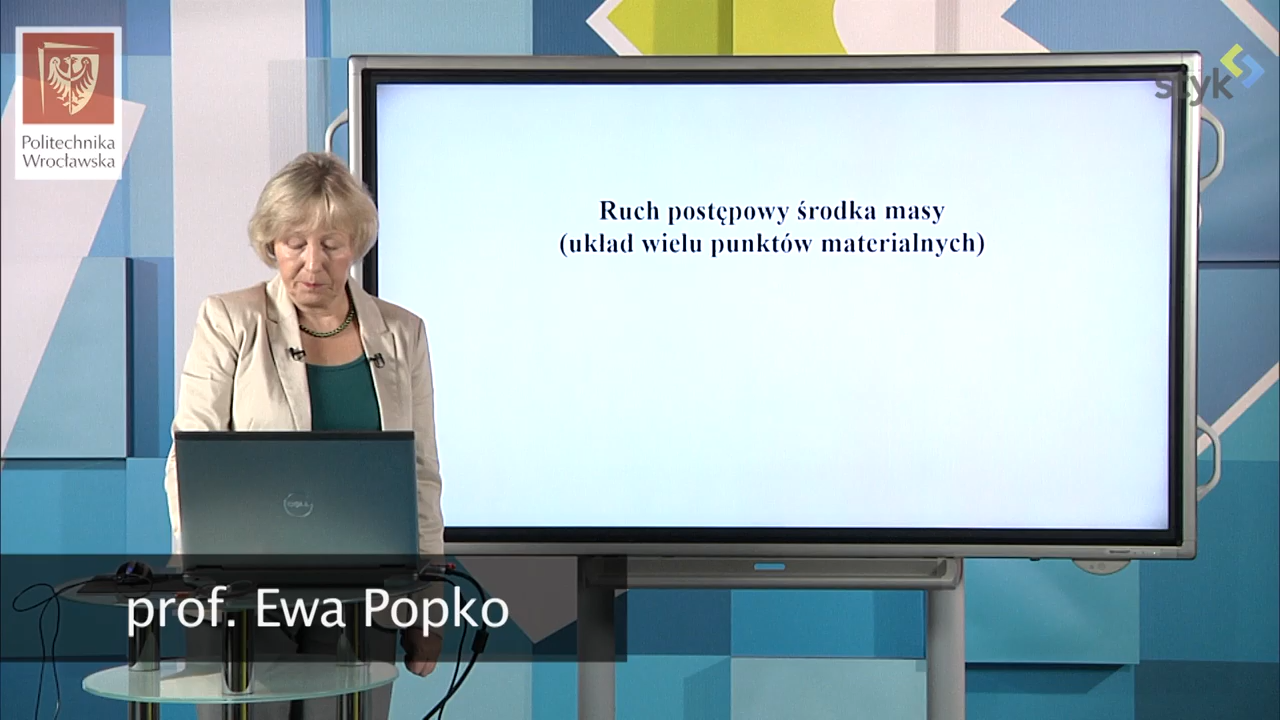 Politechnika
Wrocławska
styk
Ruch postępowy środka masy
(układ wielu punktów materialnych)
DELL
prof. Ewa Popko